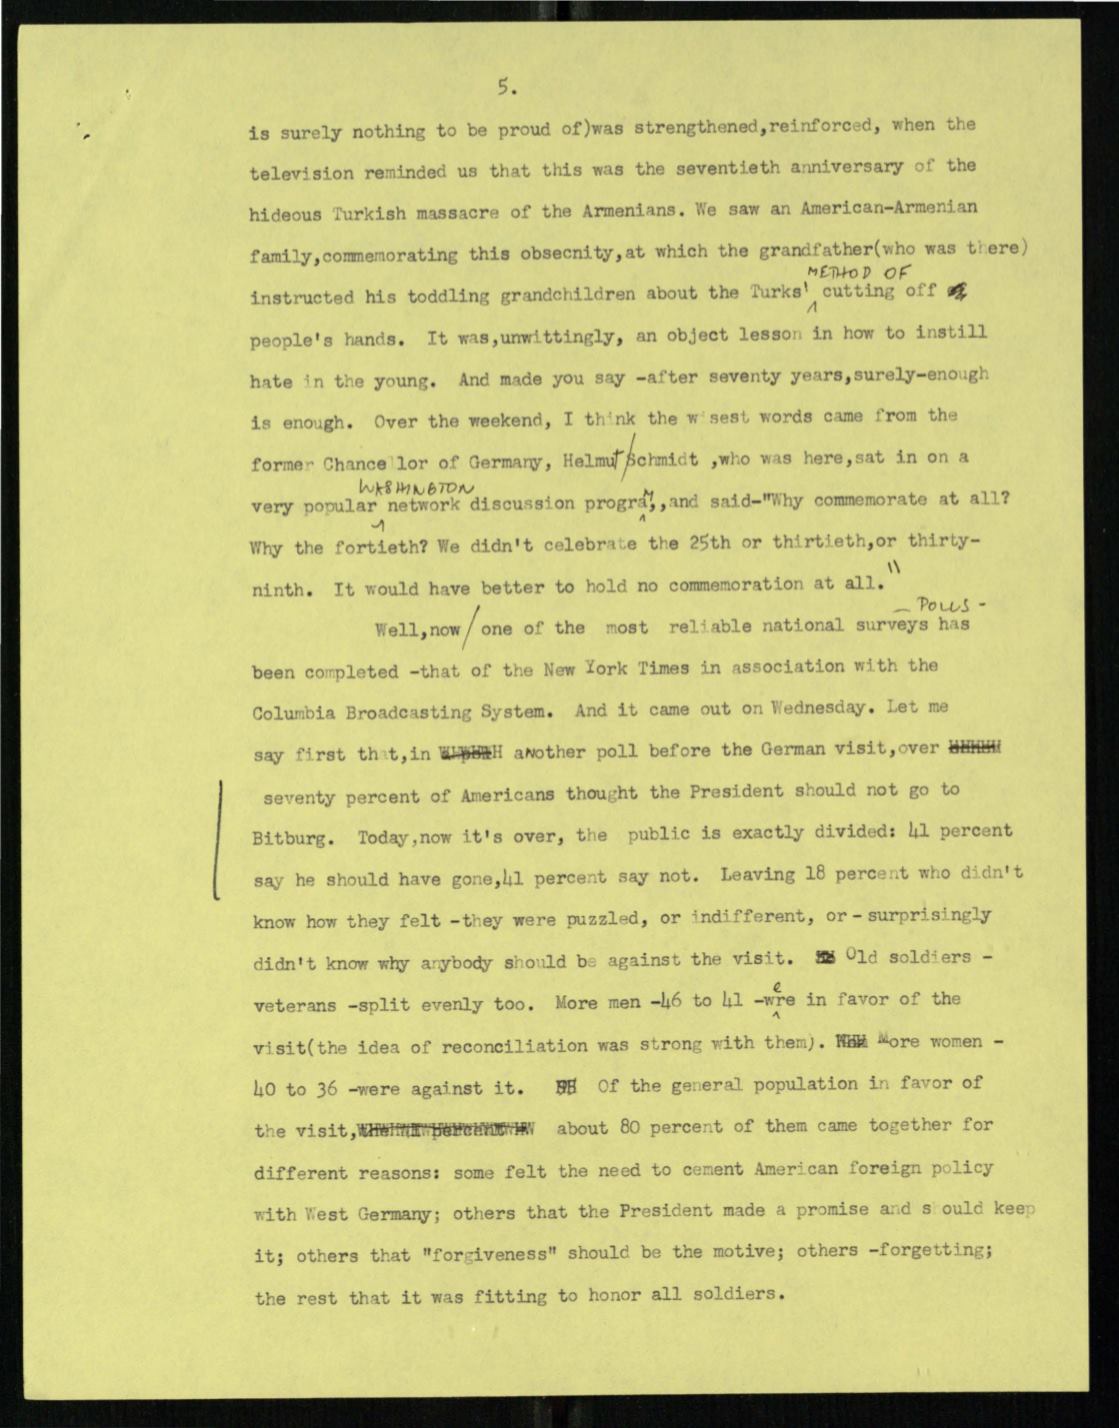 5.
is surely nothing to be proud of)was strengthened,reinforced, when the
television reminded us that this was the seventieth anniversary of the
hideous Turkish massacre of the Armenians. We saw an American-Armenian
family,commemorating this obsecnity,at which the grandfather(who was there)
METHOD OF
instructed his toddling grandchildren about the Turks' cutting off
people's hands. It was,unwittingly, an object lesson in how to instill
hate in the young. And made you say -after seventy years,surely-enough
is enough. Over the weekend, I think the wisest words came from the
former Chancellor of Germany, Helmut/Schmidt ,who was here,sat in on a
WASHINGTON
very popular network discussion program,,and said-"Why commemorate at all?
Why the fortieth? We didn't celebrate the 25th or thirtieth,or thirty-
ninth. It would have better to hold no commemoration at all."
- POLLS -
Well,now/one of the most reliable national surveys has
been completed -that of the New York Times in association with the
Columbia Broadcasting System. And it came out on Wednesday. Let me
say first that,in another poll before the German visit,over
seventy percent of Americans thought the President should not go to
Bitburg. Today,now it's over, the public is exactly divided: 41 percent
say he should have gone,41 percent say not. Leaving 18 percent who didn't
know how they felt -they were puzzled, or indifferent, or - surprisingly
didn't know why anybody should be against the visit. Old soldiers -
veterans -split evenly too. More men -46 to 41 -were in favor of the
visit(the idea of reconciliation was strong with them). More women -
40 to 36 -were against it. Of the general population in favor of
the visit, about 80 percent of them came together for
different reasons: some felt the need to cement American foreign policy
with West Germany; others that the President made a promise and should keep
it; others that "forgiveness" should be the motive; others -forgetting;
the rest that it was fitting to honor all soldiers.